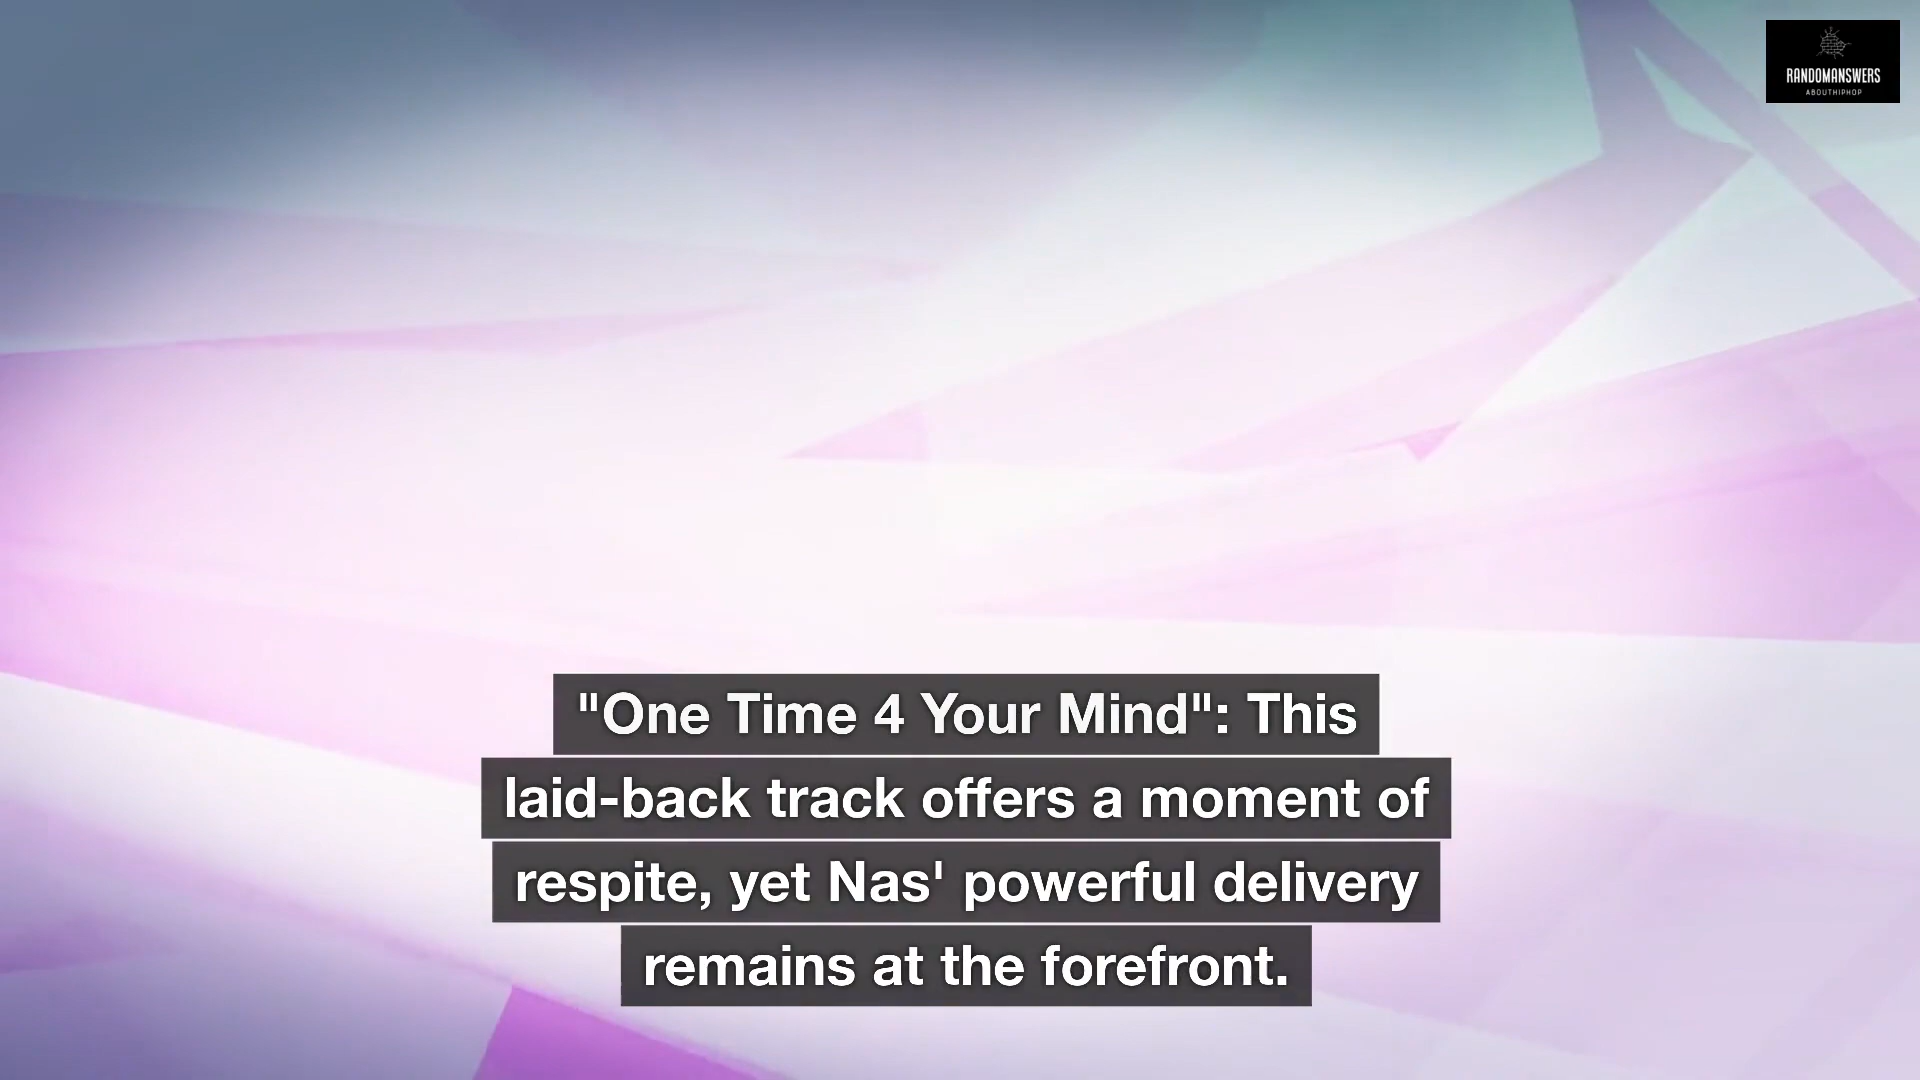 RANDOMANSWERS
ABOUTHIPHOP
"One Time 4 Your Mind": This
laid-back track offers a moment of
respite, yet Nas' powerful delivery
remains at the forefront.